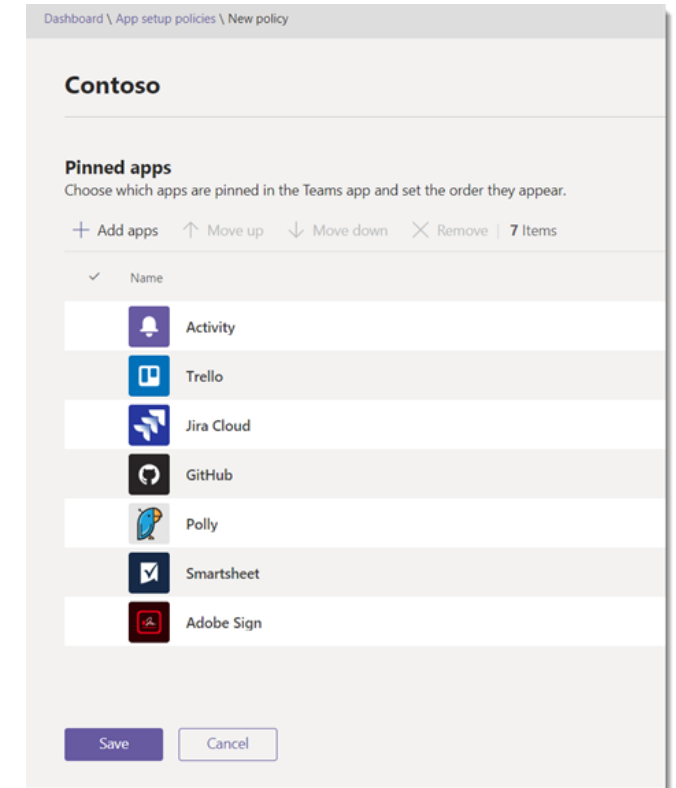 Dashboard \ App setup policies \ New policy
Contoso
Pinned apps
Choose which apps are pinned in the Teams app and set the order they appear.
Add apps Move up Move down Remove | 7 Items
Name
Activity
Trello
Jira Cloud
GitHub
Polly
Smartsheet
Adobe Sign
Save Cancel